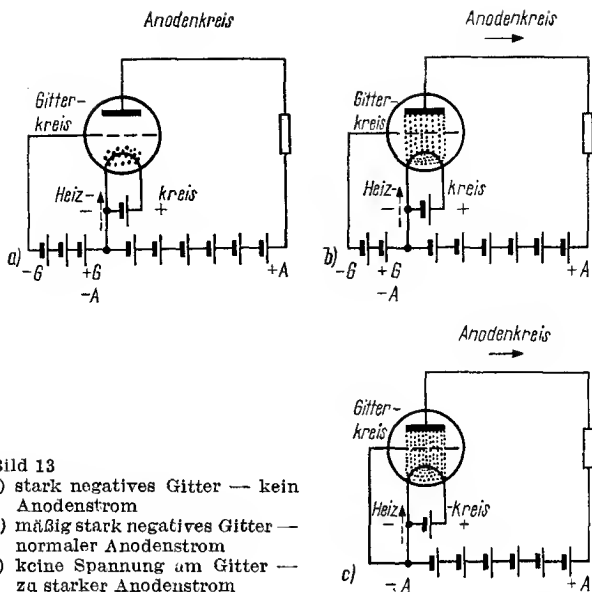 Anodenkreis
Gitter-
kreis
Heiz-
kreis
− +
a) -G +G +A
-A
Anodenkreis
Gitter-
kreis
Heiz-
kreis
− +
b) -G +G +A
-A
Anodenkreis
Gitter-
kreis
Heiz-
-kreis
− +
c) -A +A
Bild 13
a) stark negatives Gitter — kein
Anodenstrom
b) mäßig stark negatives Gitter —
normaler Anodenstrom
c) keine Spannung am Gitter —
zu starker Anodenstrom